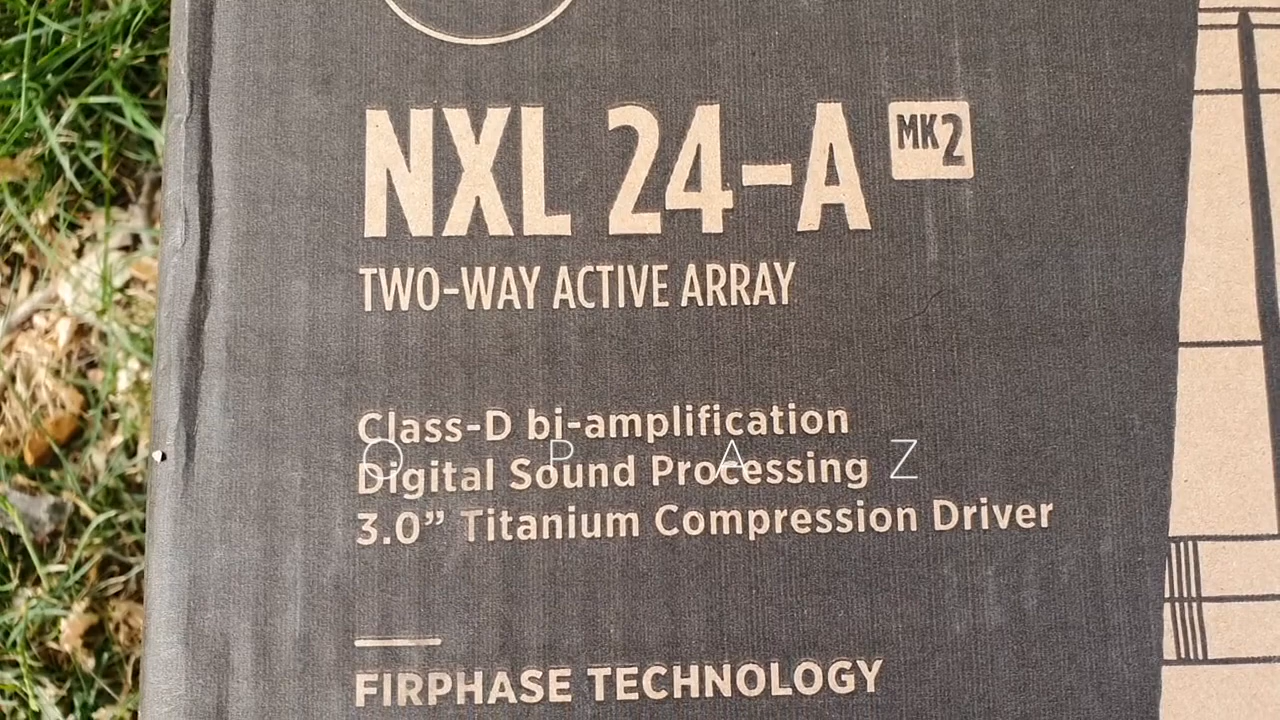 NXL 24-A MK2
TWO-WAY ACTIVE ARRAY
Class-D bi-amplification
O P A Z
Digital Sound Processing
3.0” Titanium Compression Driver
FIRPHASE TECHNOLOGY